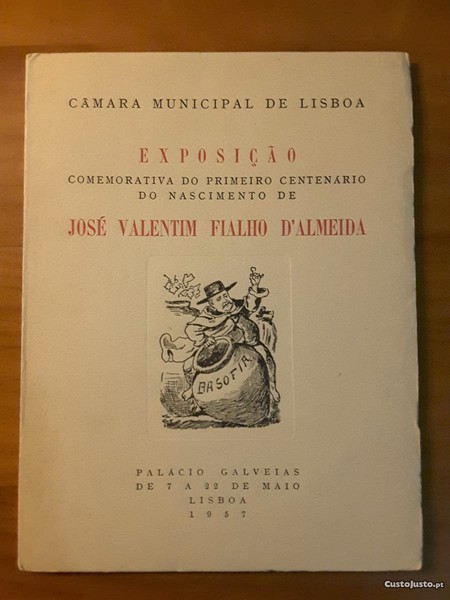 CÂMARA MUNICIPAL DE LISBOA
EXPOSIÇÃO
COMEMORATIVA DO PRIMEIRO CENTENÁRIO
DO NASCIMENTO DE
JOSÉ VALENTIM FIALHO D'ALMEIDA
BASOFIA
PALÁCIO GALVEIAS
DE 7 A 22 DE MAIO
LISBOA
1957
CustoJusto.pt